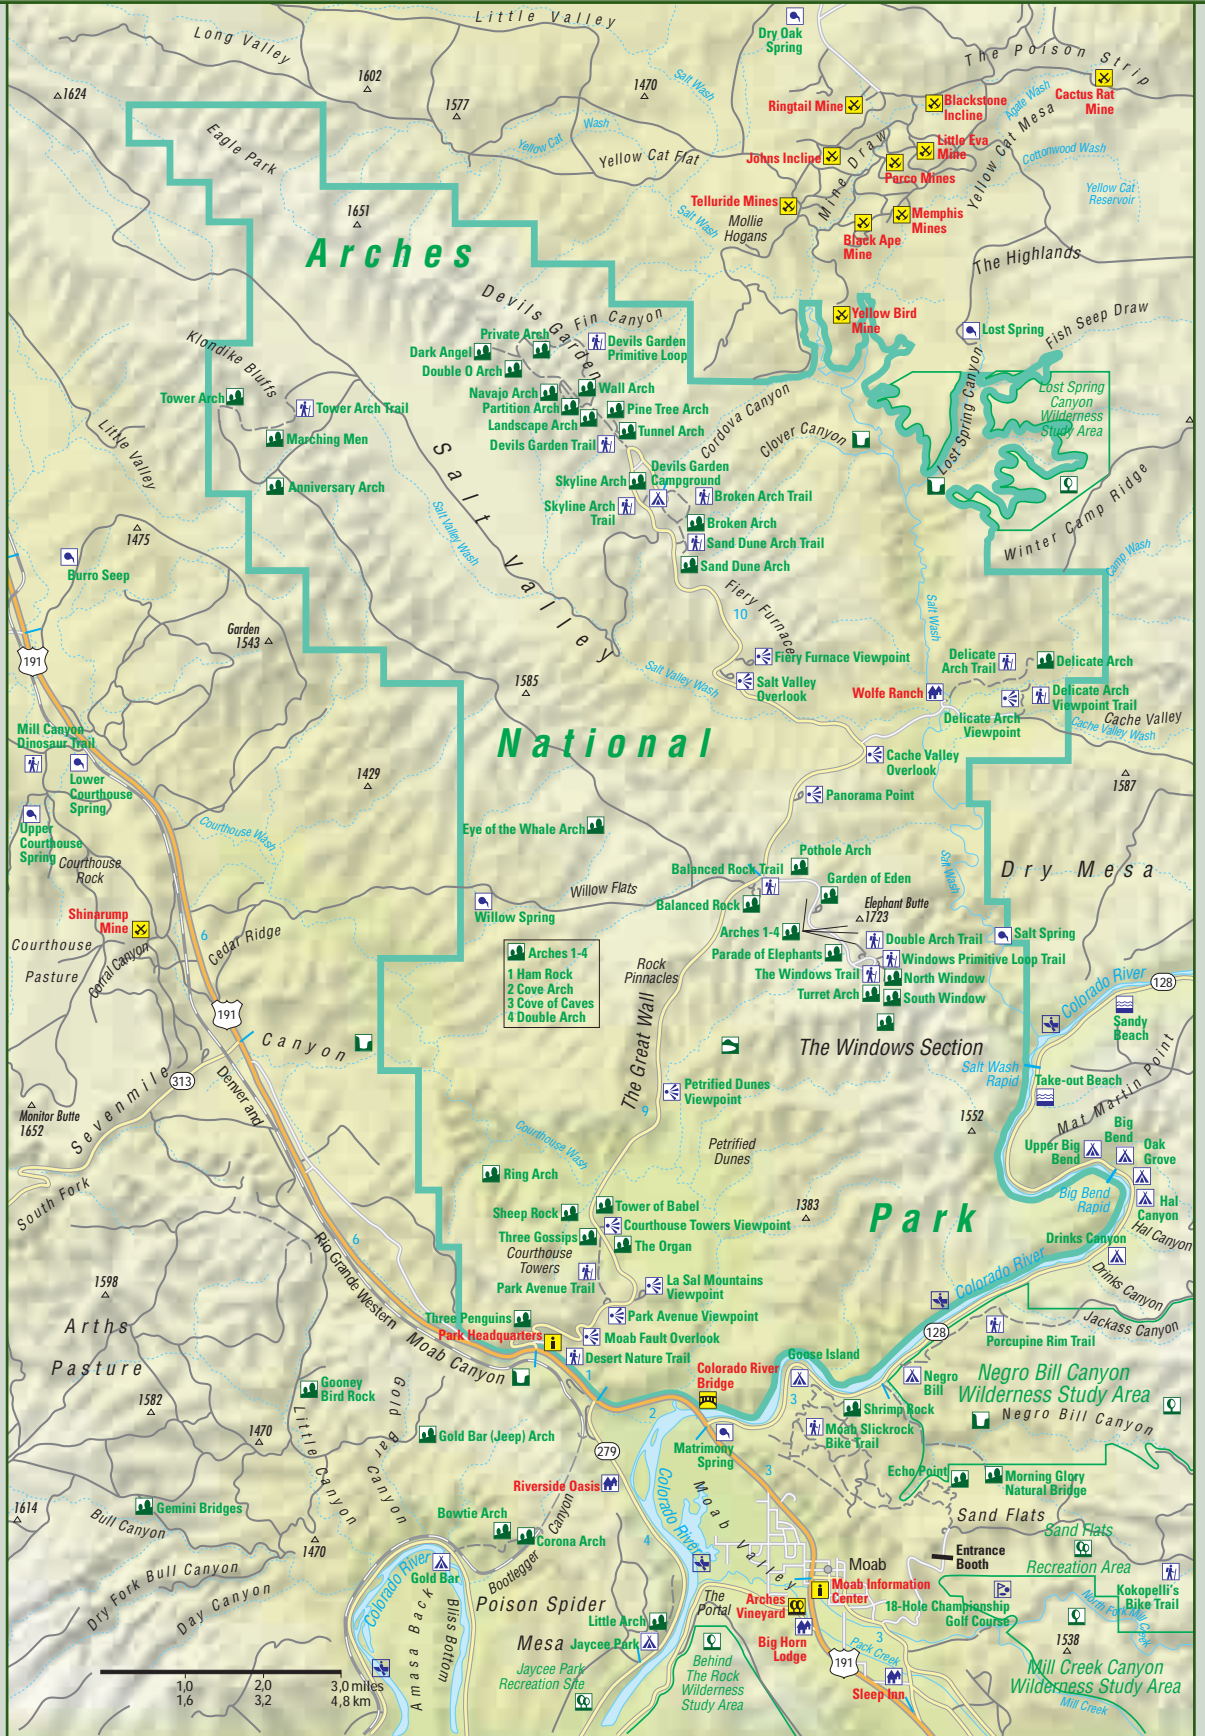 Little Valley
Long Valley
Dry Oak
Spring
The Poison Strip
1602
1624
1577
1470
Salt Wash
Cactus Rat
Mine
Ringtail Mine
Blackstone
Incline
Agate Wash
Eagle Park
Yellow Cat
Wash
Yellow Cat Flat
Johns Incline
Mine Draw
Little Eva
Mine
Parco Mines
Yellow Cat Mesa
Cottonwood Wash
Yellow Cat
Reservoir
1651
Salt Wash
Telluride Mines
Mollie
Hogans
Memphis
Mines
Black Ape
Mine
The Highlands
Arches
Devils Garden
Fin Canyon
Yellow Bird
Mine
Lost Spring
Fish Seep Draw
Klondike Bluffs
Private Arch
Dark Angel
Double O Arch
Devils Garden
Primitive Loop
Navajo Arch
Wall Arch
Partition Arch
Pine Tree Arch
Landscape Arch
Tunnel Arch
Devils Garden Trail
Cordova Canyon
Clover Canyon
Lost Spring Canyon
Lost Spring
Canyon
Wilderness
Study Area
Tower Arch
Tower Arch Trail
Marching Men
Little Valley
Anniversary Arch
Salt Valley
Salt Valley Wash
Skyline Arch
Devils Garden
Campground
Skyline Arch
Trail
Broken Arch Trail
Broken Arch
Sand Dune Arch Trail
Sand Dune Arch
Winter Camp Ridge
Camp Wash
1475
Burro Seep
Garden
1543
191
Fiery Furnace
10
Salt Wash
Fiery Furnace Viewpoint
Salt Valley
Overlook
Salt Valley Wash
1585
Wolfe Ranch
Delicate
Arch Trail
Delicate Arch
Delicate Arch
Viewpoint Trail
Delicate Arch
Viewpoint
Cache Valley
Cache Valley Wash
Mill Canyon
Dinosaur Trail
Lower
Courthouse
Spring
Upper
Courthouse
Spring
National
Cache Valley
Overlook
1429
Panorama Point
1587
Courthouse Wash
Eye of the Whale Arch
Courthouse
Rock
Pothole Arch
Balanced Rock Trail
Garden of Eden
Salt Wash
Dry Mesa
Willow Flats
Balanced Rock
Elephant Butte
1723
Willow Spring
Shinarump
Mine
6
Cedar Ridge
Arches 1-4
Double Arch Trail
Salt Spring
Courthouse
Pasture
Corral Canyon
Arches 1-4
1 Ham Rock
2 Cove Arch
3 Cove of Caves
4 Double Arch
Parade of Elephants
Windows Primitive Loop Trail
The Windows Trail
North Window
Turret Arch
South Window
Rock
Pinnacles
Colorado River
128
Sandy
Beach
191
The Great Wall
The Windows Section
Canyon
Sevenmile
313
Denver and
Salt Wash
Rapid
Take-out Beach
Mat Martin Point
Monitor Butte
1652
Petrified Dunes
Viewpoint
9
1552
Courthouse Wash
Petrified
Dunes
Upper Big
Bend
Big
Bend
Oak
Grove
South Fork
Ring Arch
Big Bend
Rapid
Hal
Canyon
Hal Canyon
Sheep Rock
Tower of Babel
Courthouse Towers Viewpoint
1383
Park
Three Gossips
The Organ
Courthouse
Towers
Drinks Canyon
6
Rio Grande Western
Park Avenue Trail
La Sal Mountains
Viewpoint
Colorado River
Drinks Canyon
1598
Arths
Pasture
Three Penguins
Park Avenue Viewpoint
Park Headquarters
Moab Fault Overlook
Desert Nature Trail
Moab Canyon
128
Jackass Canyon
Porcupine Rim Trail
Goose Island
Colorado River
Bridge
Negro
Bill
Negro Bill Canyon
Wilderness Study Area
1
2
3
Gooney
Bird Rock
1582
Shrimp Rock
Negro Bill Canyon
Moab Slickrock
Bike Trail
Gold Bar Canyon
Little Canyon
1470
Gold Bar (Jeep) Arch
279
Matrimony
Spring
3
Echo Point
Morning Glory
Natural Bridge
Riverside Oasis
Colorado River
1614
Gemini Bridges
Bull Canyon
Bowtie Arch
Corona Arch
Bootlegger Canyon
Moab Valley
Sand Flats
Sand Flats
Recreation Area
4
1470
Entrance
Booth
Moab
Dry Fork Bull Canyon
Day Canyon
Colorado River
Gold Bar
Moab Information
Center
Kokopelli's
Bike Trail
Amasa Back
Bliss Bottom
Poison Spider
Mesa
The
Portal
Arches
Vineyard
18-Hole Championship
Golf Course
North Fork Mill Creek
Little Arch
Jaycee Park
Big Horn
Lodge
3
Pack Creek
1538
Jaycee Park
Recreation Site
Behind
The Rock
Wilderness
Study Area
191
Sleep Inn
Mill Creek Canyon
Wilderness Study Area
Mill Creek
1,0
2,0
3,0 miles
1,6
3,2
4,8 km